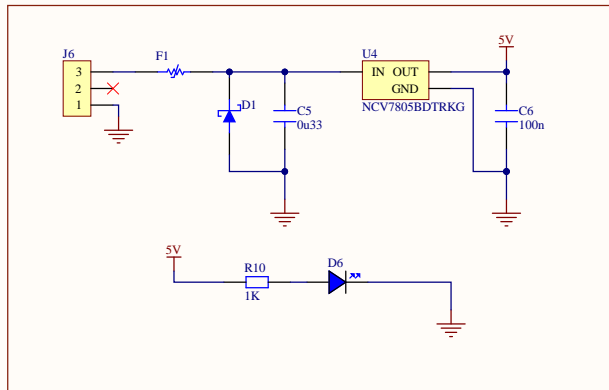 J6
3
2
1
F1
D1
C5
0u33
U4
IN OUT
GND
NCV7805BDTRKG
5V
C6
100n
5V
R10
1K
D6